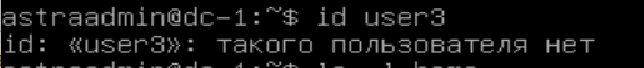 astraadmin@dc-1:~$ id user3
id: «user3»: такого пользователя нет